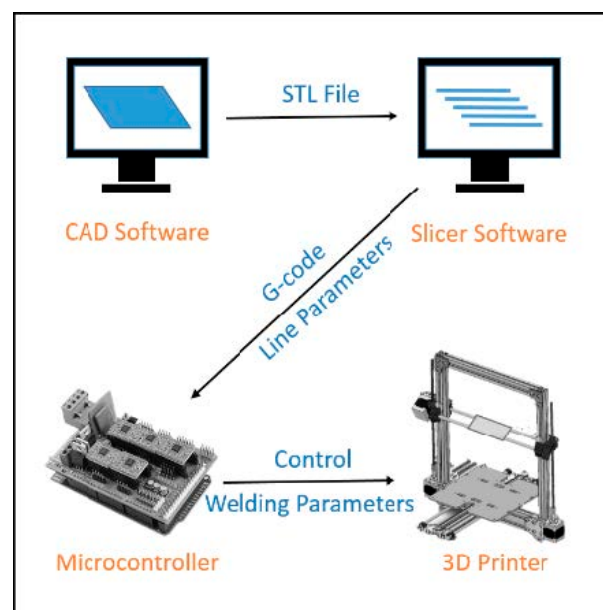 STL File
CAD Software
Slicer Software
G-code
Line Parameters
Control
Welding Parameters
Microcontroller
3D Printer